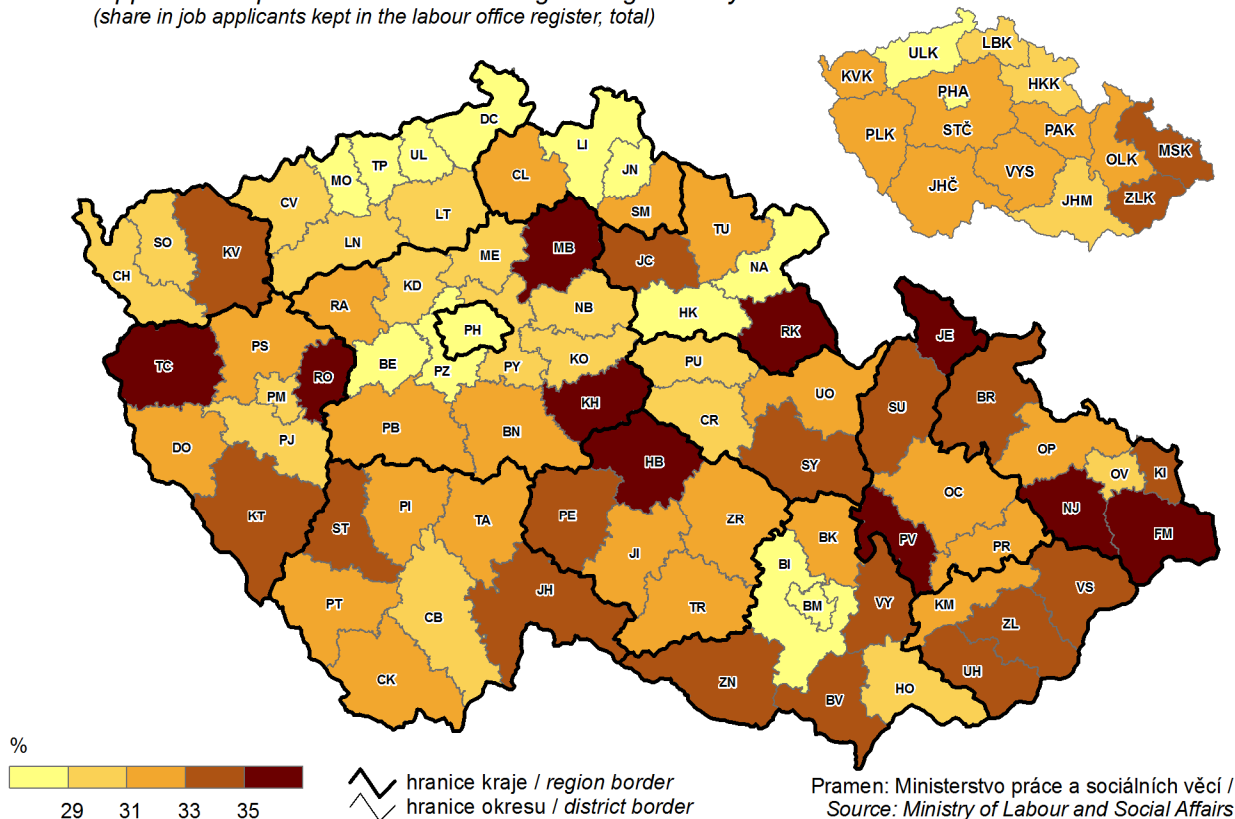 (share in job applicants kept in the labour office register, total)
ULK
LBK
KVK
HKK
PHA
PLK
STČ
PAK
OLK
MSK
VYS
JHČ
JHM
ZLK
DC
LI
JN
UL
TP
MO
CL
CV
LT
SM
TU
SO
KV
LN
MB
JC
NA
CH
ME
KD
RA
NB
HK
RK
PH
JE
PS
TC
RO
BE
PZ
PY
KO
PU
PM
KH
UO
SU
BR
CR
PB
BN
DO
PJ
HB
SY
OP
OV
KI
OC
NJ
FM
KT
ST
PI
TA
PE
ZR
BK
PV
PR
JI
BI
VS
JH
TR
BM
VY
KM
PT
CB
ZL
CK
ZN
BV
HO
UH
%
29 31 33 35
hranice kraje / region border
hranice okresu / district border
Pramen: Ministerstvo práce a sociálních věcí /
Source: Ministry of Labour and Social Affairs